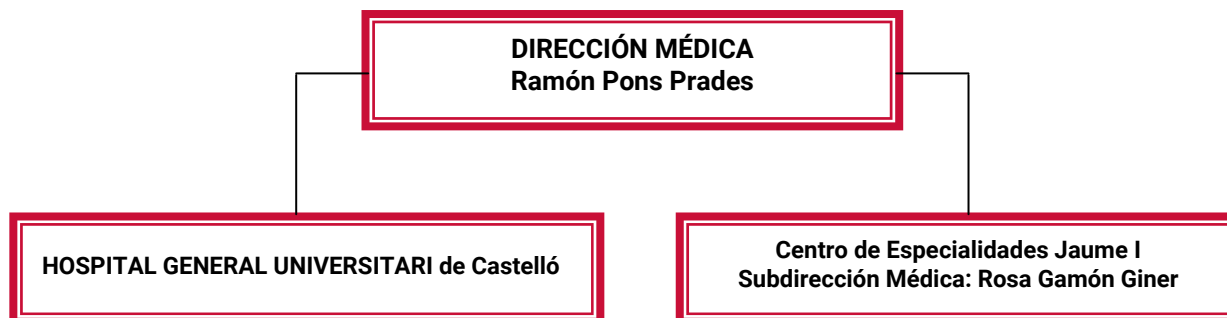 DIRECCIÓN MÉDICA
Ramón Pons Prades
HOSPITAL GENERAL UNIVERSITARI de Castelló
Centro de Especialidades Jaume I
Subdirección Médica: Rosa Gamón Giner